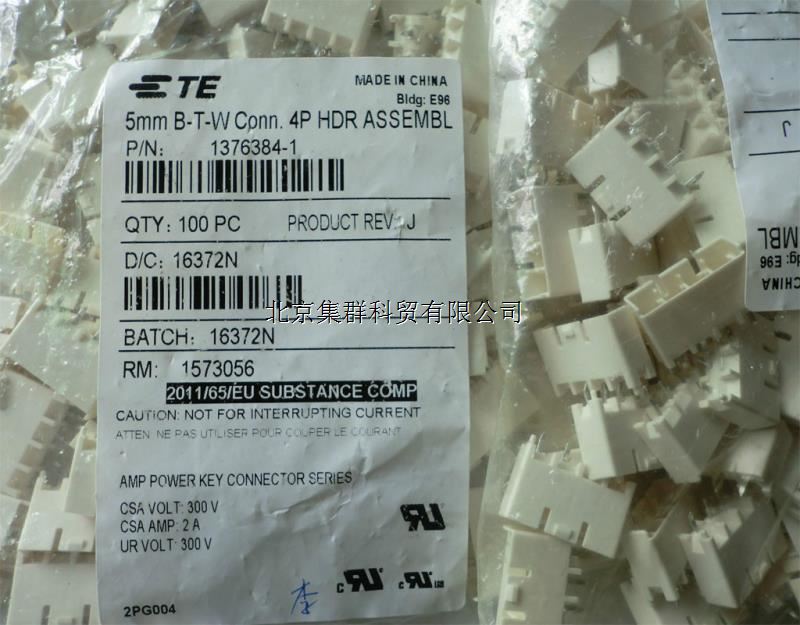 TE
MADE IN CHINA
Bldg: E96
5mm B-T-W Conn. 4P HDR ASSEMBL
P/N: 1376384-1
QTY: 100 PC PRODUCT REV: J
D/C: 16372N
北京集群科贸有限公司
BATCH: 16372N
RM: 1573056
2011/65/EU SUBSTANCE COMP
CAUTION: NOT FOR INTERRUPTING CURRENT
ATTEN: NE PAS UTILISER POUR COUPER LE COURANT
AMP POWER KEY CONNECTOR SERIES
CSA VOLT: 300 V
CSA AMP: 2 A
UR VOLT: 300 V
2PG004
J
MBL
g: E96
CHINA